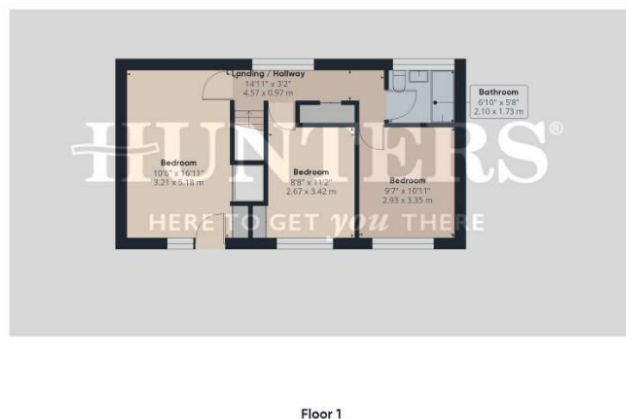 Landing / Hallway
14'11" x 3'2"
4.57 x 0.97 m
Bathroom
6'10" x 5'8"
2.10 x 1.73 m
HUNTERS®
Bedroom
10'6" x 16'11"
3.21 x 5.18 m
Bedroom
8'8" x 11'2"
2.67 x 3.42 m
Bedroom
9'7" x 10'11"
2.93 x 3.35 m
HERE TO GET you THERE
Floor 1